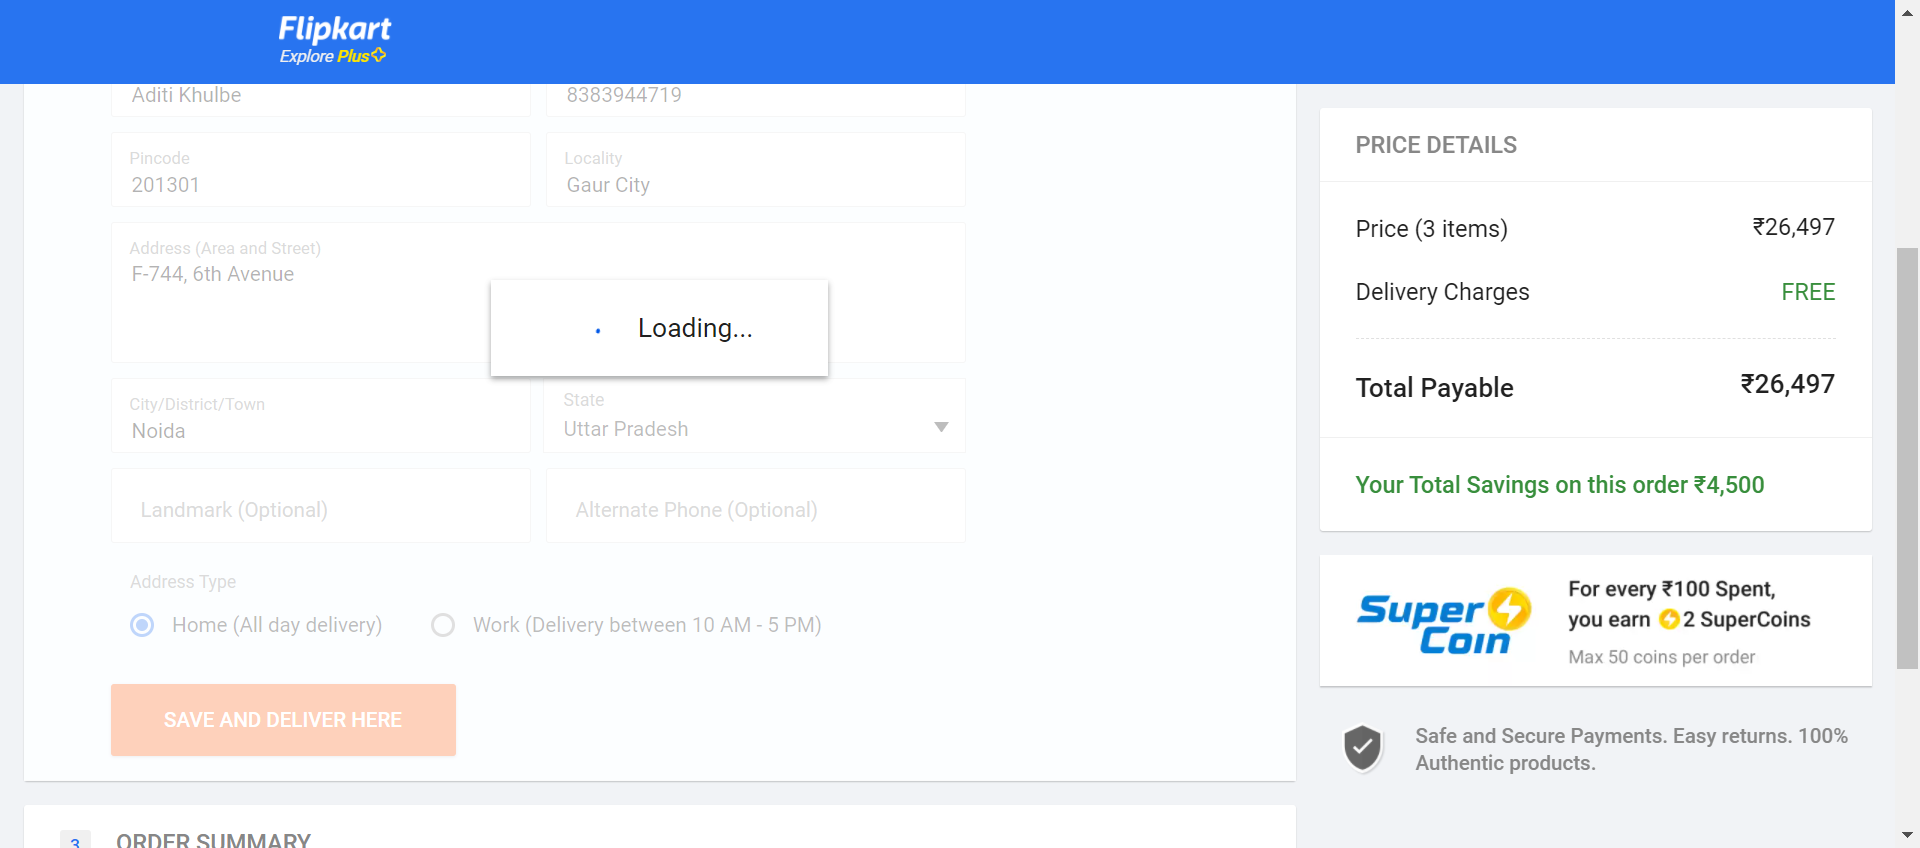 Flipkart
Explore Plus
Aditi Khulbe
8383944719
Pincode
201301
Locality
Gaur City
Address (Area and Street)
F-744, 6th Avenue
Loading...
City/District/Town
Noida
State
Uttar Pradesh
Landmark (Optional)
Alternate Phone (Optional)
Address Type
Home (All day delivery)
Work (Delivery between 10 AM - 5 PM)
SAVE AND DELIVER HERE
3 ORDER SUMMARY
PRICE DETAILS
Price (3 items) ₹26,497
Delivery Charges FREE
Total Payable ₹26,497
Your Total Savings on this order ₹4,500
Super Coin
For every ₹100 Spent,
you earn 2 SuperCoins
Max 50 coins per order
Safe and Secure Payments. Easy returns. 100%
Authentic products.